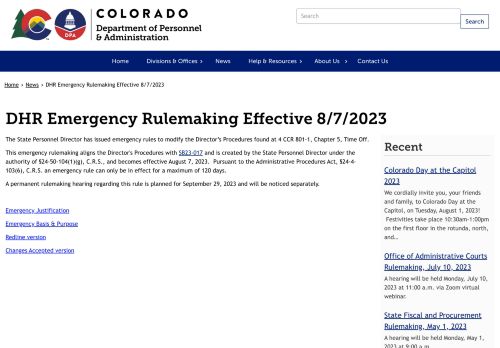 COLORADO
Department of Personnel
& Administration
DPA
Search
Search
Home Divisions & Offices News Help & Resources About Us Contact Us
Home > News > DHR Emergency Rulemaking Effective 8/7/2023
DHR Emergency Rulemaking Effective 8/7/2023
The State Personnel Director has issued emergency rules to modify the Director's Procedures found at 4 CCR 801-1, Chapter 5, Time Off.
This emergency rulemaking aligns the Director's Procedures with SB23-017 and is created by the State Personnel Director under the
authority of §24-50-104(1)(g), C.R.S., and becomes effective August 7, 2023. Pursuant to the Administrative Procedures Act, §24-4-
103(6), C.R.S. an emergency rule can only be in effect for a maximum of 120 days.
A permanent rulemaking hearing regarding this rule is planned for September 29, 2023 and will be noticed separately.
Emergency Justification
Emergency Basis & Purpose
Redline version
Changes Accepted version
Recent
Colorado Day at the Capitol
2023
We cordially invite you, your friends
and family, to Colorado Day at the
Capitol, on Tuesday, August 1, 2023!
Festivities take place 10:30am-1:00pm
on the first floor in the rotunda, north,
and…
Office of Administrative Courts
Rulemaking, July 10, 2023
A hearing will be held Monday, July 10,
2023 at 11:00 a.m. via Zoom virtual
webinar.
State Fiscal and Procurement
Rulemaking, May 1, 2023
A hearing will be held Monday, May 1,
2023 at 9:00 a.m.